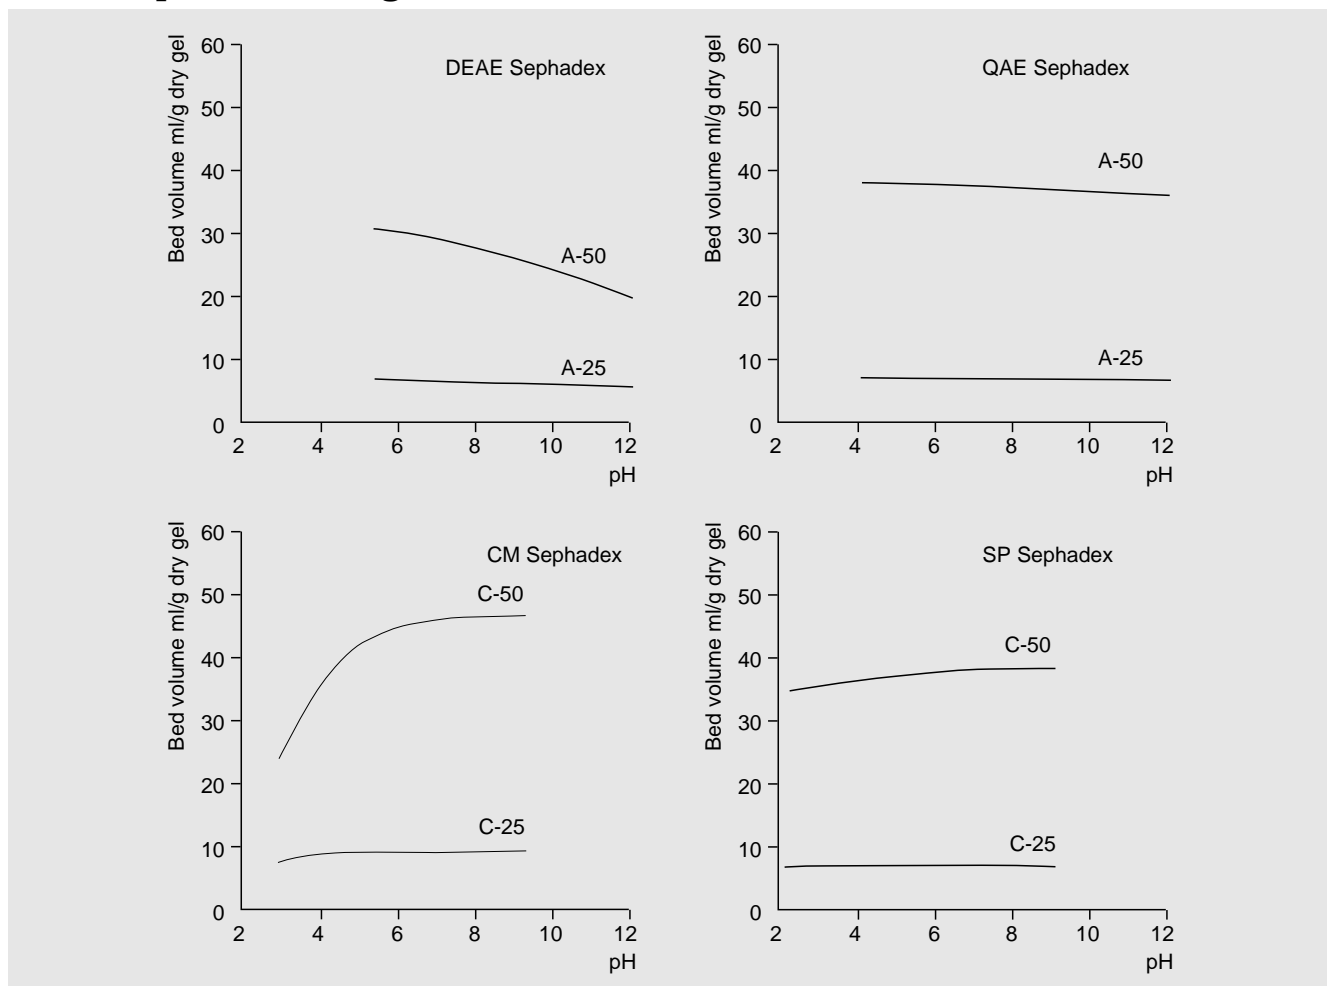 Bed volume ml/g dry gel
DEAE Sephadex
60
50
40
30
20
10
0
A-50
A-25
2 4 6 8 10 12
pH
Bed volume ml/g dry gel
QAE Sephadex
60
50
40
30
20
10
0
A-50
A-25
2 4 6 8 10 12
pH
Bed volume ml/g dry gel
CM Sephadex
60
50
40
30
20
10
0
C-50
C-25
2 4 6 8 10 12
pH
Bed volume ml/g dry gel
SP Sephadex
60
50
40
30
20
10
0
C-50
C-25
2 4 6 8 10 12
pH